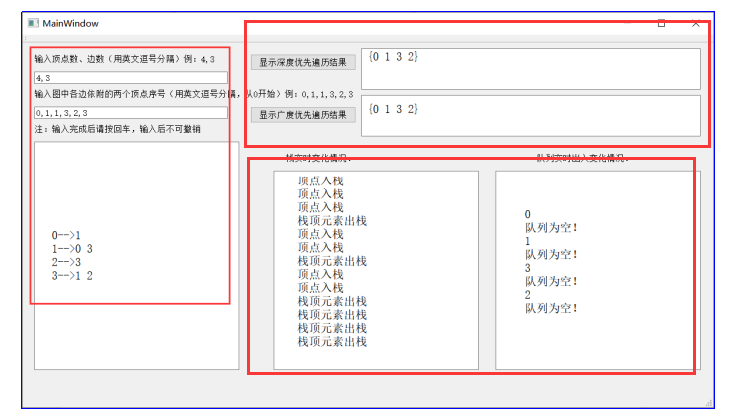 MainWindow
输入顶点数、边数（用英文逗号分隔）例：4,3
4,3
输入图中各边依附的两个顶点序号（用英文逗号分隔，从0开始）例：0,1,1,3,2,3
0,1,1,3,2,3
注：输入完成后请按回车，输入后不可撤销
显示深度优先遍历结果
{0 1 3 2}
显示广度优先遍历结果
{0 1 3 2}
0-->1
1-->0 3
2-->3
3-->1 2
栈实时变化情况：
顶点入栈
顶点入栈
顶点入栈
栈顶元素出栈
顶点入栈
顶点入栈
栈顶元素出栈
顶点入栈
顶点入栈
栈顶元素出栈
栈顶元素出栈
栈顶元素出栈
栈顶元素出栈
队列实时出入变化情况：
0
队列为空！
1
队列为空！
3
队列为空！
2
队列为空！